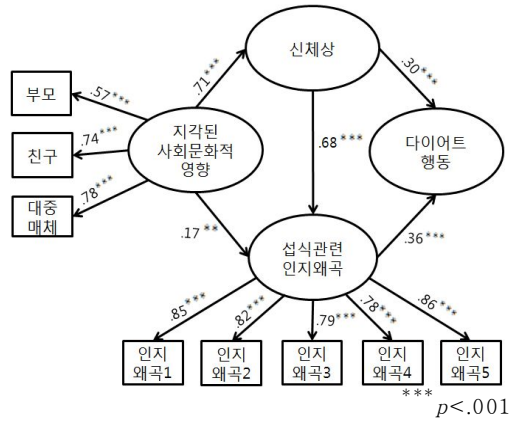 신체상
부모
.57***
.71***
.30***
친구
.74***
지각된
사회문화적
영향
.68***
다이어트
행동
대중
매체
.78***
.17**
섭식관련
인지왜곡
.36***
.85***
.82***
.79***
.78***
.86***
인지
왜곡1
인지
왜곡2
인지
왜곡3
인지
왜곡4
인지
왜곡5
***p<.001